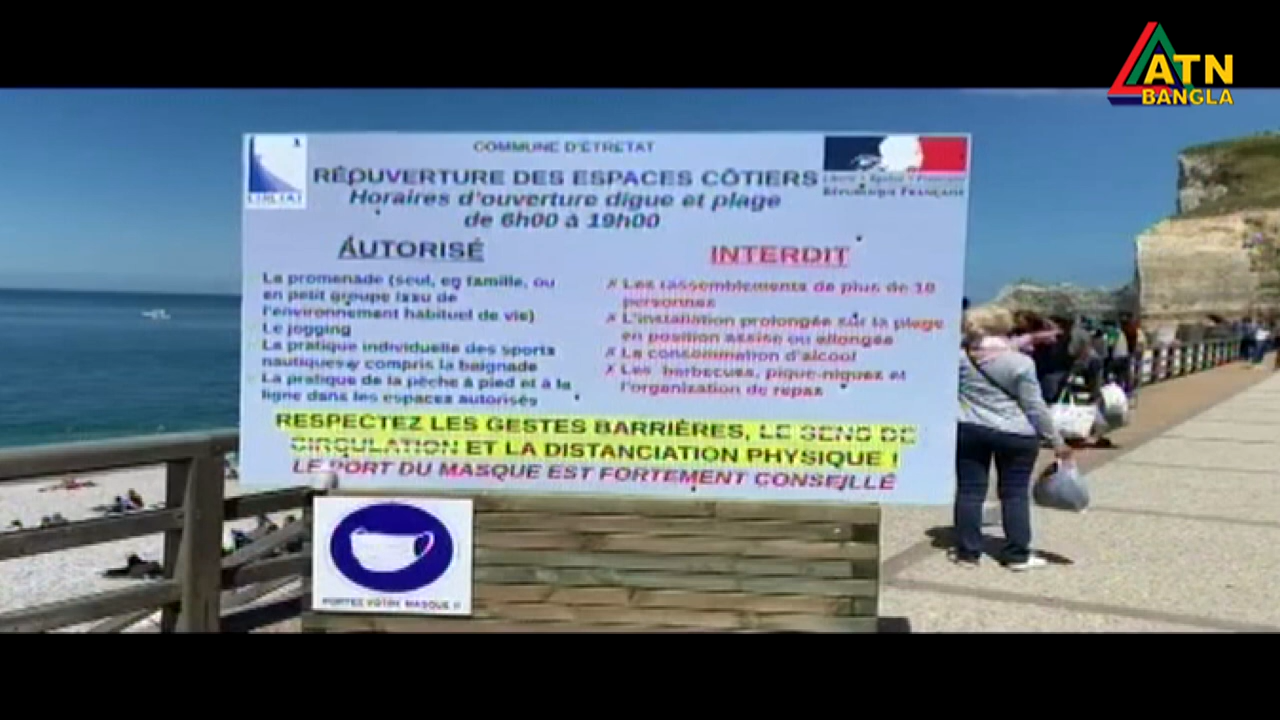 ATN
BANGLA
COMMUNE D'ETRETAT
RÉOUVERTURE DES ESPACES CÔTIERS
Horaires d'ouverture digue et plage
de 6h00 à 19h00
RÉPUBLIQUE FRANÇAISE
AUTORISÉ
La promenade (seul, en famille, ou
en petit groupe issu de
l'environnement habituel de vie)
Le jogging
La pratique individuelle des sports
nautiques y compris la baignade
La pratique de la pêche à pied et à la
ligne dans les espaces autorisés
INTERDIT
✗ Les rassemblements de plus de 10
personnes
✗ L'installation prolongée sur la plage
en position assise ou allongée
✗ La consommation d'alcool
✗ Les barbecues, pique-niques et
l'organization de repas
RESPECTEZ LES GESTES BARRIÈRES, LE SENS DE
CIRCULATION ET LA DISTANCIATION PHYSIQUE !
LE PORT DU MASQUE EST FORTEMENT CONSEILLÉ
PORTEZ VOTRE MASQUE !!